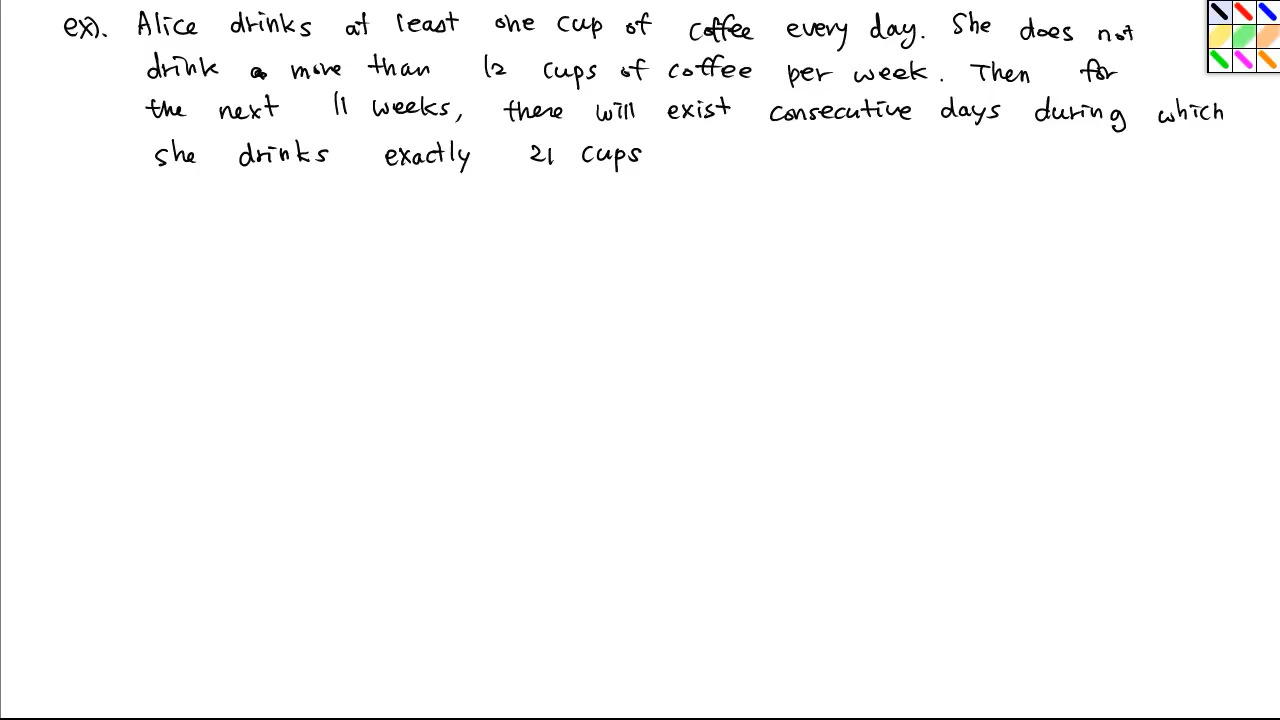 ex). Alice drinks at least one cup of coffee every day. She does not
drink more than 12 cups of coffee per week. Then for
the next 11 weeks, there will exist consecutive days during which
she drinks exactly 21 cups